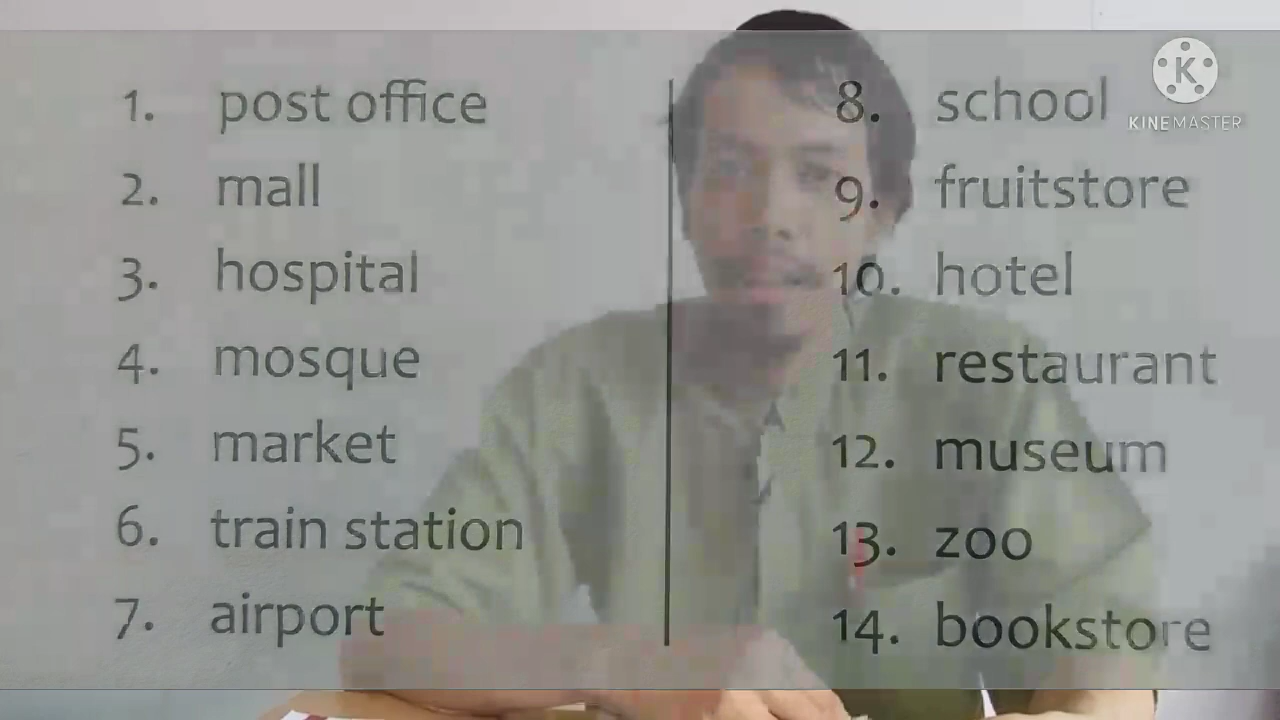 1. post office
2. mall
3. hospital
4. mosque
5. market
6. train station
7. airport
8. school
9. fruitstore
10. hotel
11. restaurant
12. museum
13. zoo
14. bookstore
K
KINEMASTER